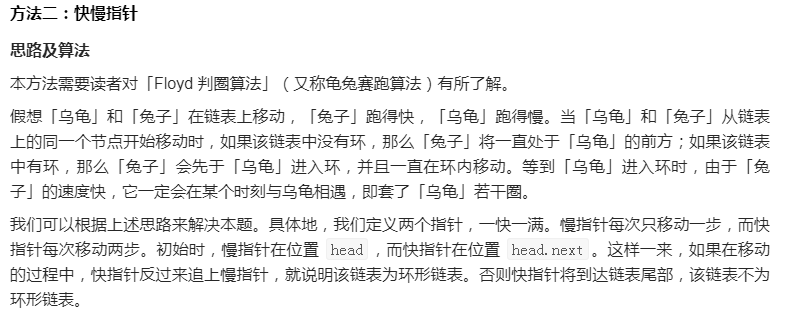 方法二：快慢指针
思路及算法
本方法需要读者对「Floyd 判圈算法」（又称龟兔赛跑算法）有所了解。
假想「乌龟」和「兔子」在链表上移动，「兔子」跑得快，「乌龟」跑得慢。当「乌龟」和「兔子」从链表
上的同一个节点开始移动时，如果该链表中没有环，那么「兔子」将一直处于「乌龟」的前方；如果该链表
中有环，那么「兔子」会先于「乌龟」进入环，并且一直在环内移动。等到「乌龟」进入环时，由于「兔
子」的速度快，它一定会在某个时刻与乌龟相遇，即套了「乌龟」若干圈。
我们可以根据上述思路来解决本题。具体地，我们定义两个指针，一快一满。慢指针每次只移动一步，而快
指针每次移动两步。初始时，慢指针在位置 head ，而快指针在位置 head.next 。这样一来，如果在移动
的过程中，快指针反过来追上慢指针，就说明该链表为环形链表。否则快指针将到达链表尾部，该链表不为
环形链表。